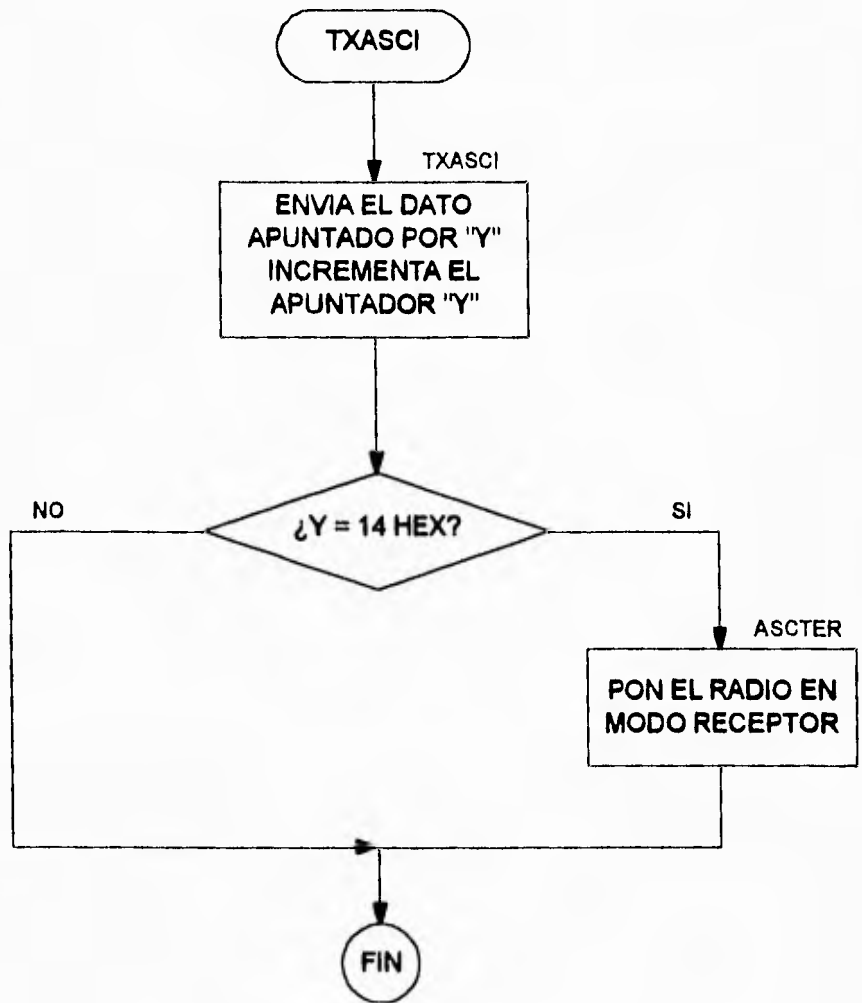 TXASCI
TXASCI
ENVIA EL DATO
APUNTADO POR "Y"
INCREMENTA EL
APUNTADOR "Y"
¿Y = 14 HEX?
NO
SI
ASCTER
PON EL RADIO EN
MODO RECEPTOR
FIN